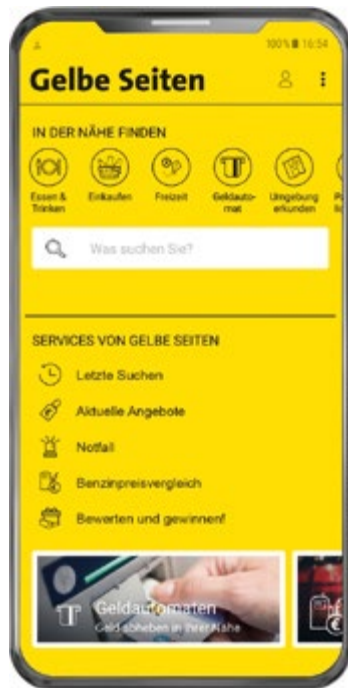 100% 16:54
Gelbe Seiten
IN DER NÄHE FINDEN
Essen & Trinken
Einkaufen
Freizeit
Geldauto-
mat
Umgebung
erkunden
Was suchen Sie?
SERVICES VON GELBE SEITEN
Letzte Suchen
Aktuelle Angebote
Notfall
Benzinpreisvergleich
Bewerten und gewinnen!
Geldautomaten
Geld abheben in Ihrer Nähe